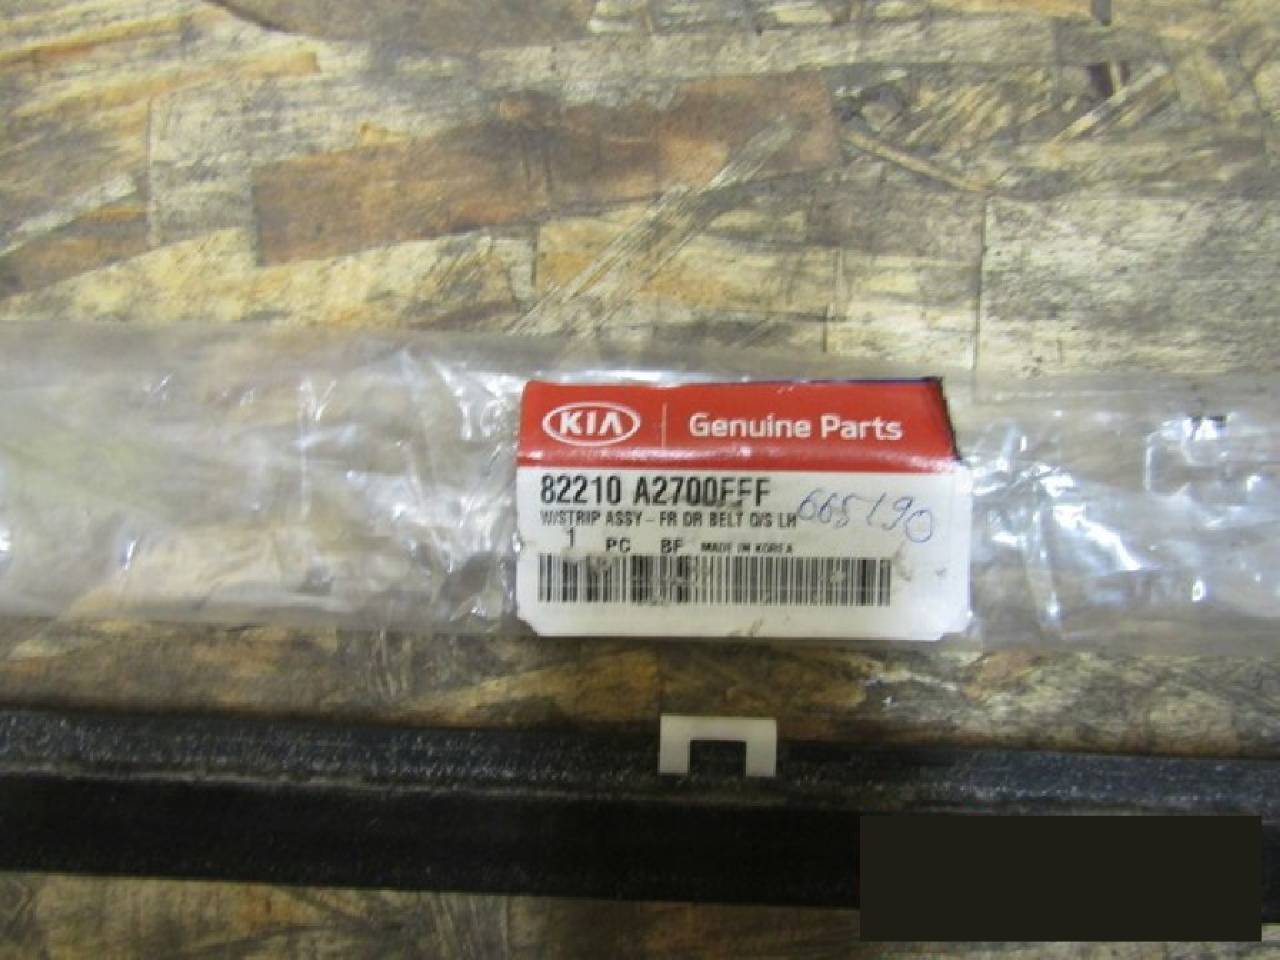 KIA Genuine Parts
82210 A2700FFF
W/STRIP ASSY-FR DR BELT O/S LH
665190
1 PC BF MADE IN KOREA